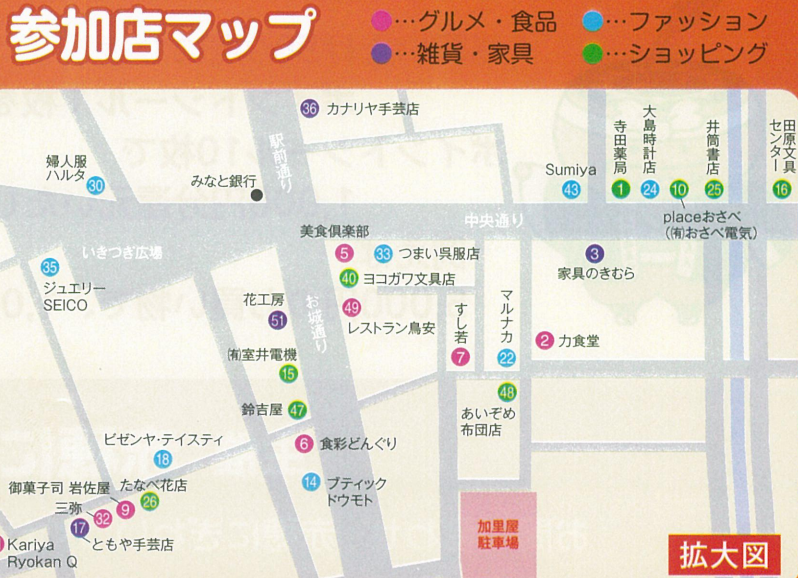 参加店マップ
●…グルメ・食品
●…ファッション
●…雑貨・家具
●…ショッピング
36 カナリヤ手芸店
駅前通り
婦人服
ハルタ
30
みなと銀行
Sumiya
43
寺田薬局
1
大島時計店
24
10
placeおさべ
(㈲おさべ電気)
井筒書店
25
田原文具
センター
16
中央通り
いきつぎ広場
35
ジュエリー
SEICO
美食倶楽部
5
33 つまい呉服店
40 ヨコガワ文具店
49
レストラン鳥安
3
家具のきむら
花工房
51
お城通り
㈲室井電機
15
すし若
7
マルナカ
22
2 力食堂
鈴吉屋 47
48
あいぞめ
布団店
6 食彩どんぐり
ビゼンヤ・テイスティ
18
14 ブティック
ドウモト
御菓子司 岩佐屋
9
たなべ花店
26
三弥
32
17
ともや手芸店
Kariya
Ryokan Q
加里屋
駐車場
拡大図